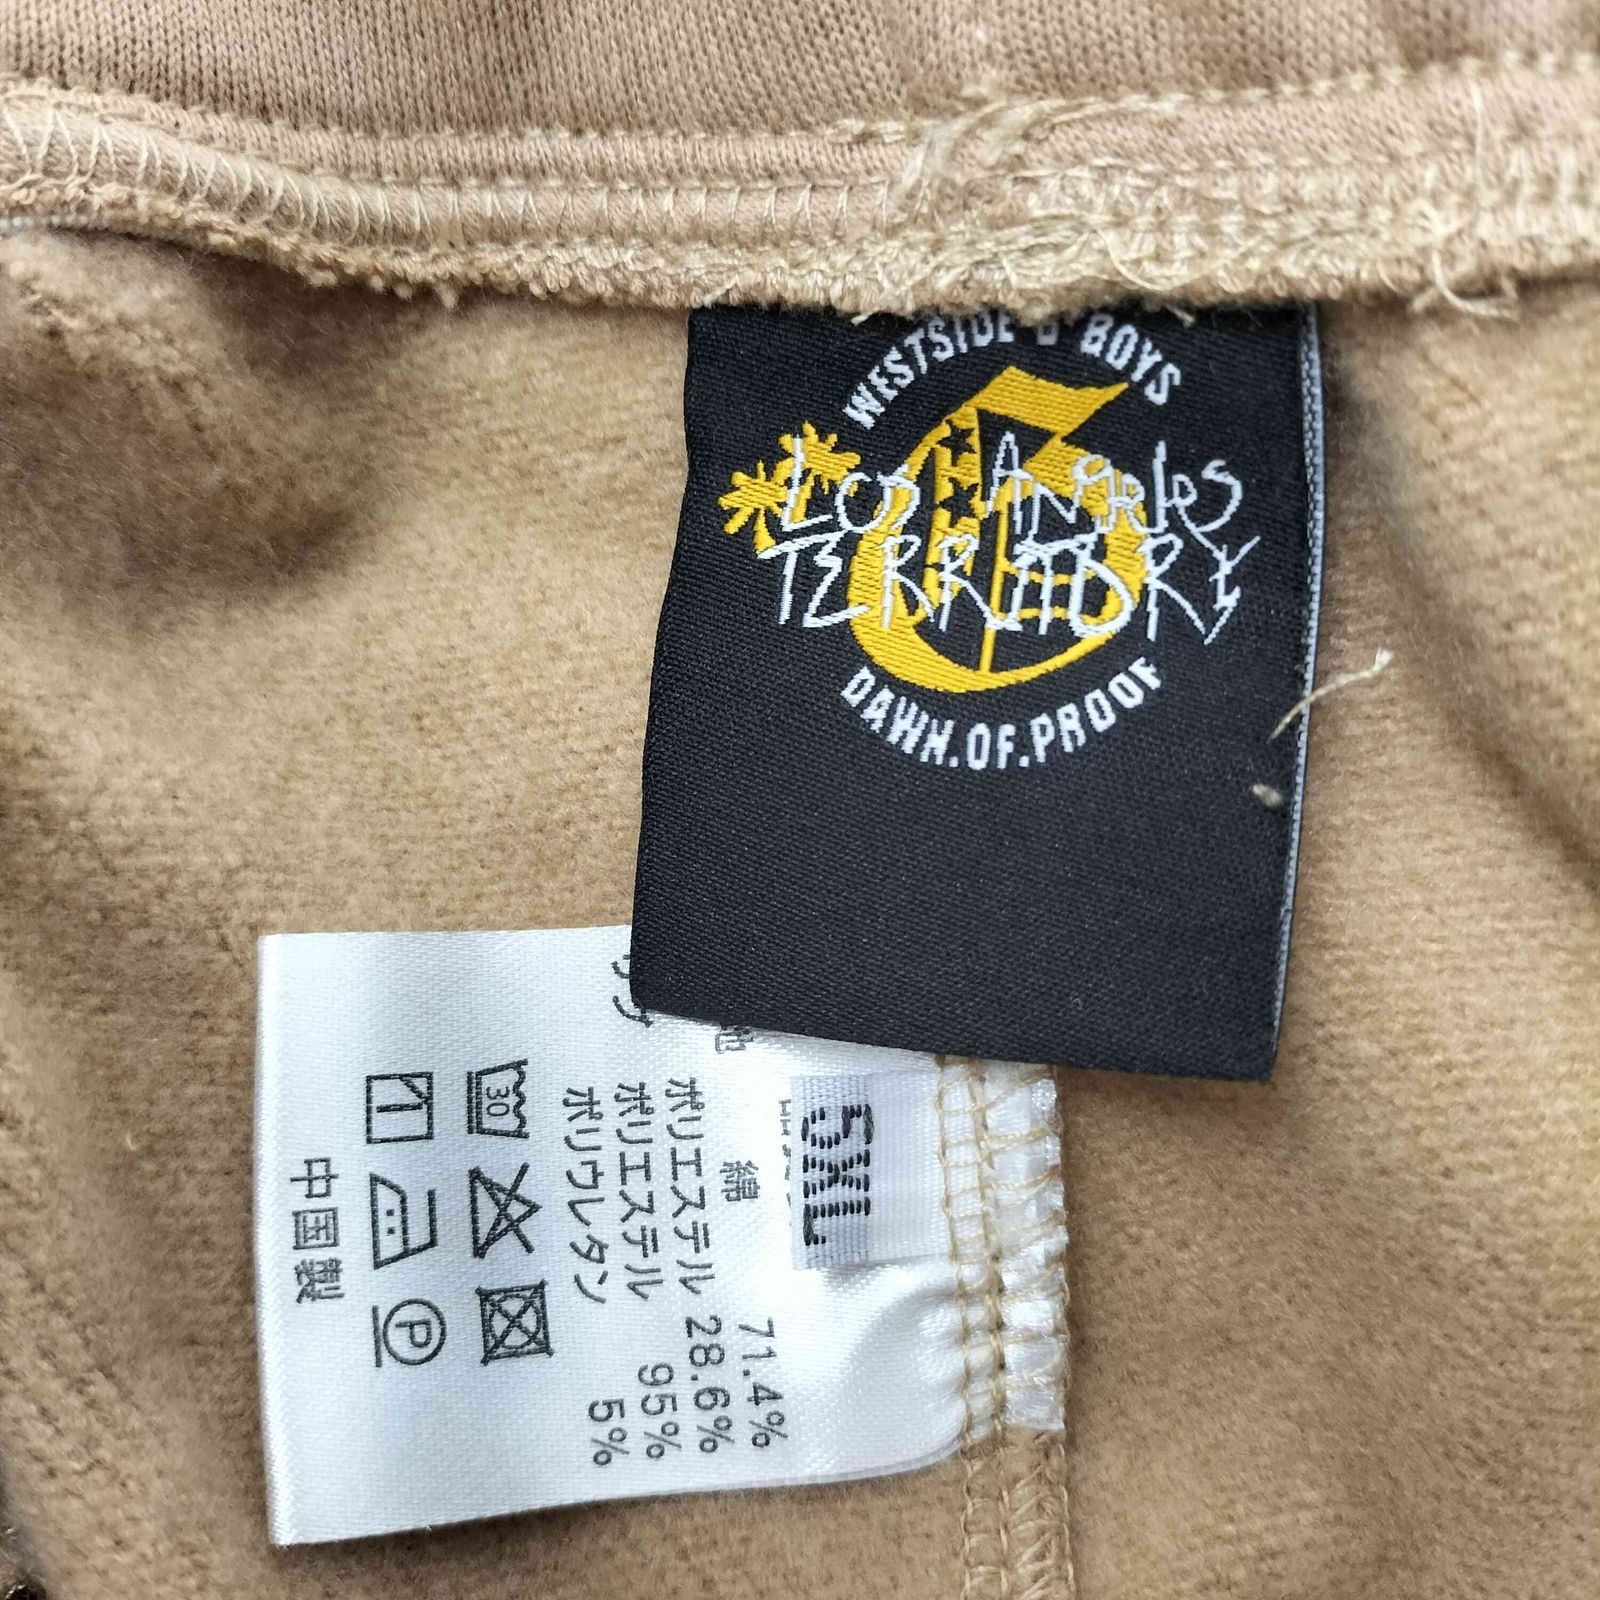 WESTSIDE G BOYS
LOS ANGELES
TERRITORY
DAWN.OF.PROOF
5XL
綿 71.4%
ポリエステル 28.6%
ポリエステル 95%
ポリウレタン 5%
30
P
中国製